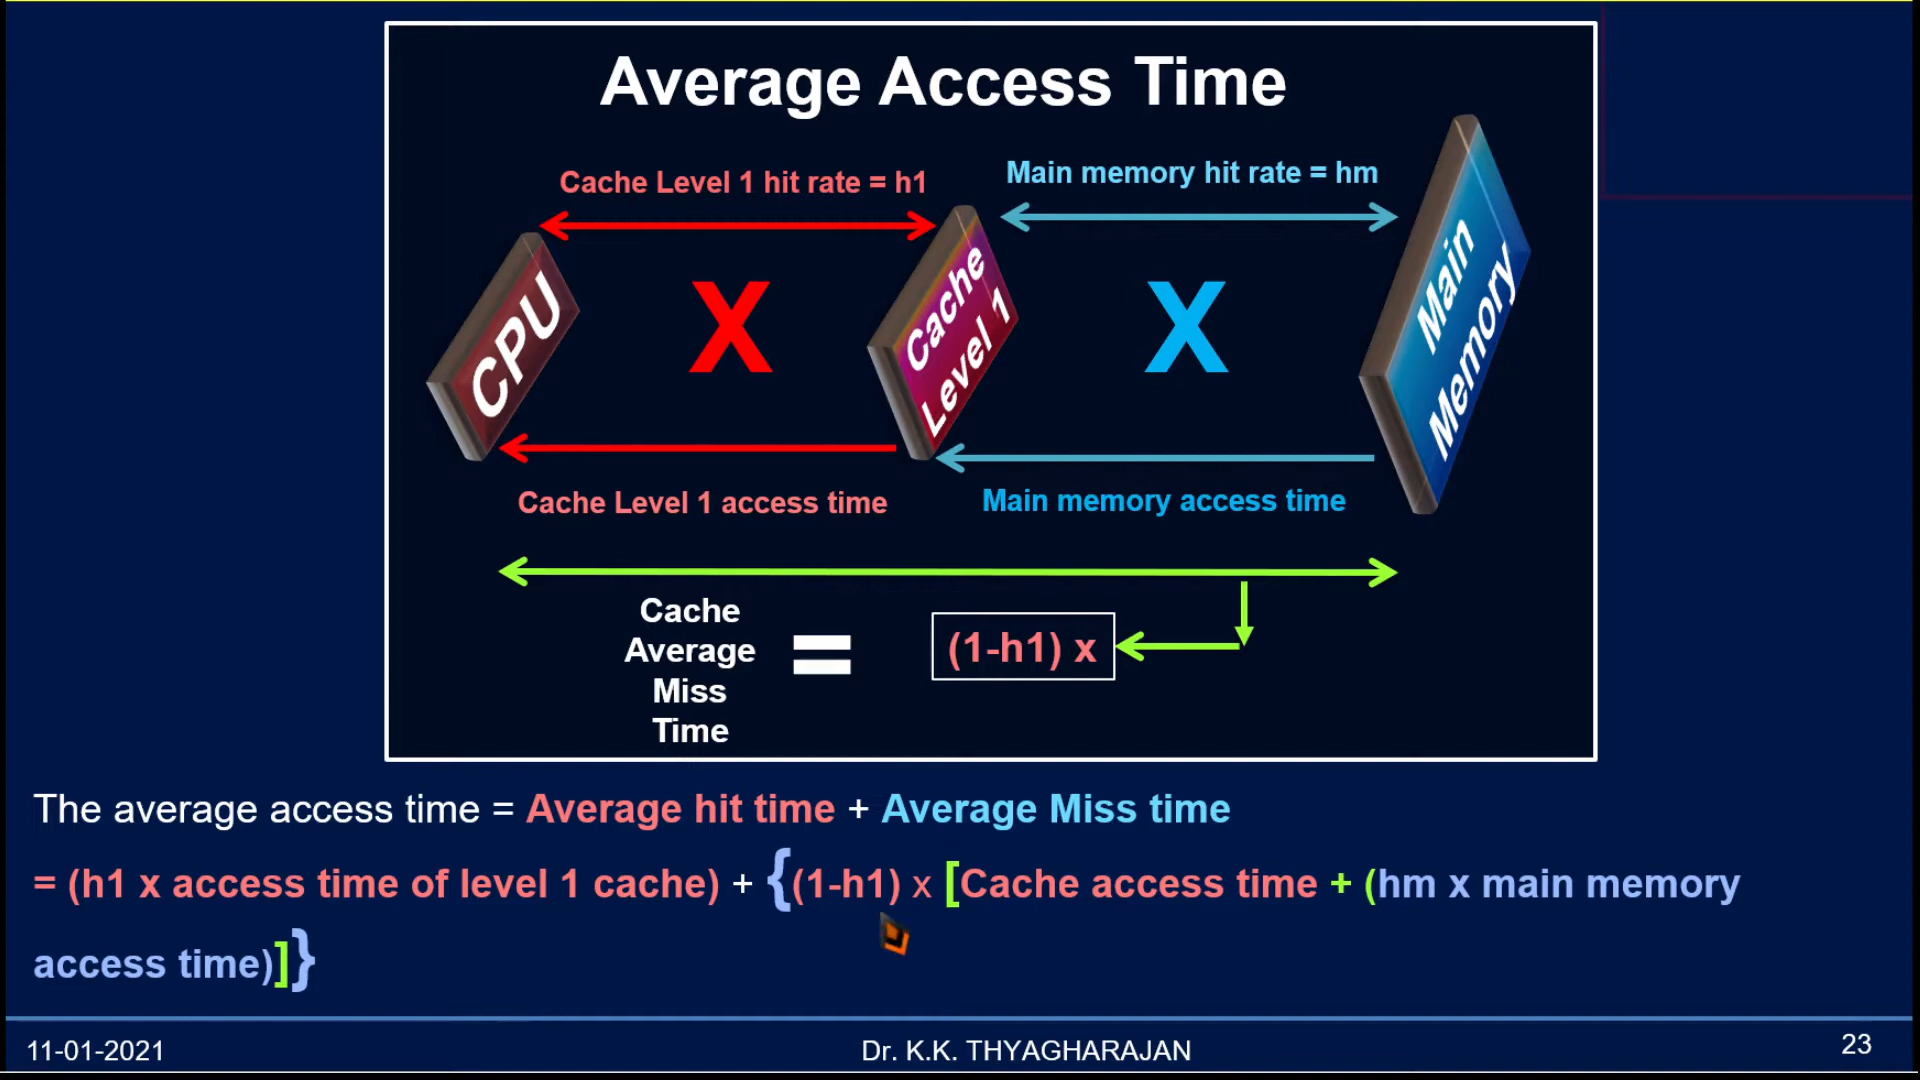 Average Access Time
Cache Level 1 hit rate = h1
Main memory hit rate = hm
CPU
X
Cache
Level 1
X
Main
Memory
Cache Level 1 access time
Main memory access time
Cache
Average
Miss
Time
=
(1-h1) x
The average access time = Average hit time + Average Miss time
= (h1 x access time of level 1 cache) + {(1-h1) x [Cache access time + (hm x main memory
access time)]}
11-01-2021
Dr. K.K. THYAGHARAJAN
23